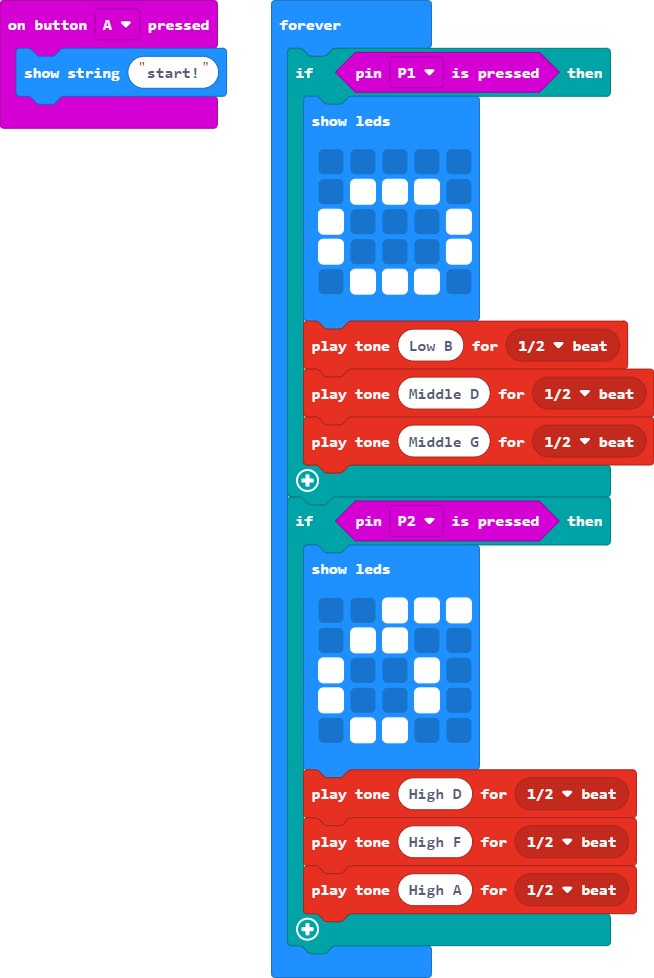 on button A pressed
show string "start!"
forever
if pin P1 is pressed then
show leds
play tone Low B for 1/2 beat
play tone Middle D for 1/2 beat
play tone Middle G for 1/2 beat
if pin P2 is pressed then
show leds
play tone High D for 1/2 beat
play tone High F for 1/2 beat
play tone High A for 1/2 beat